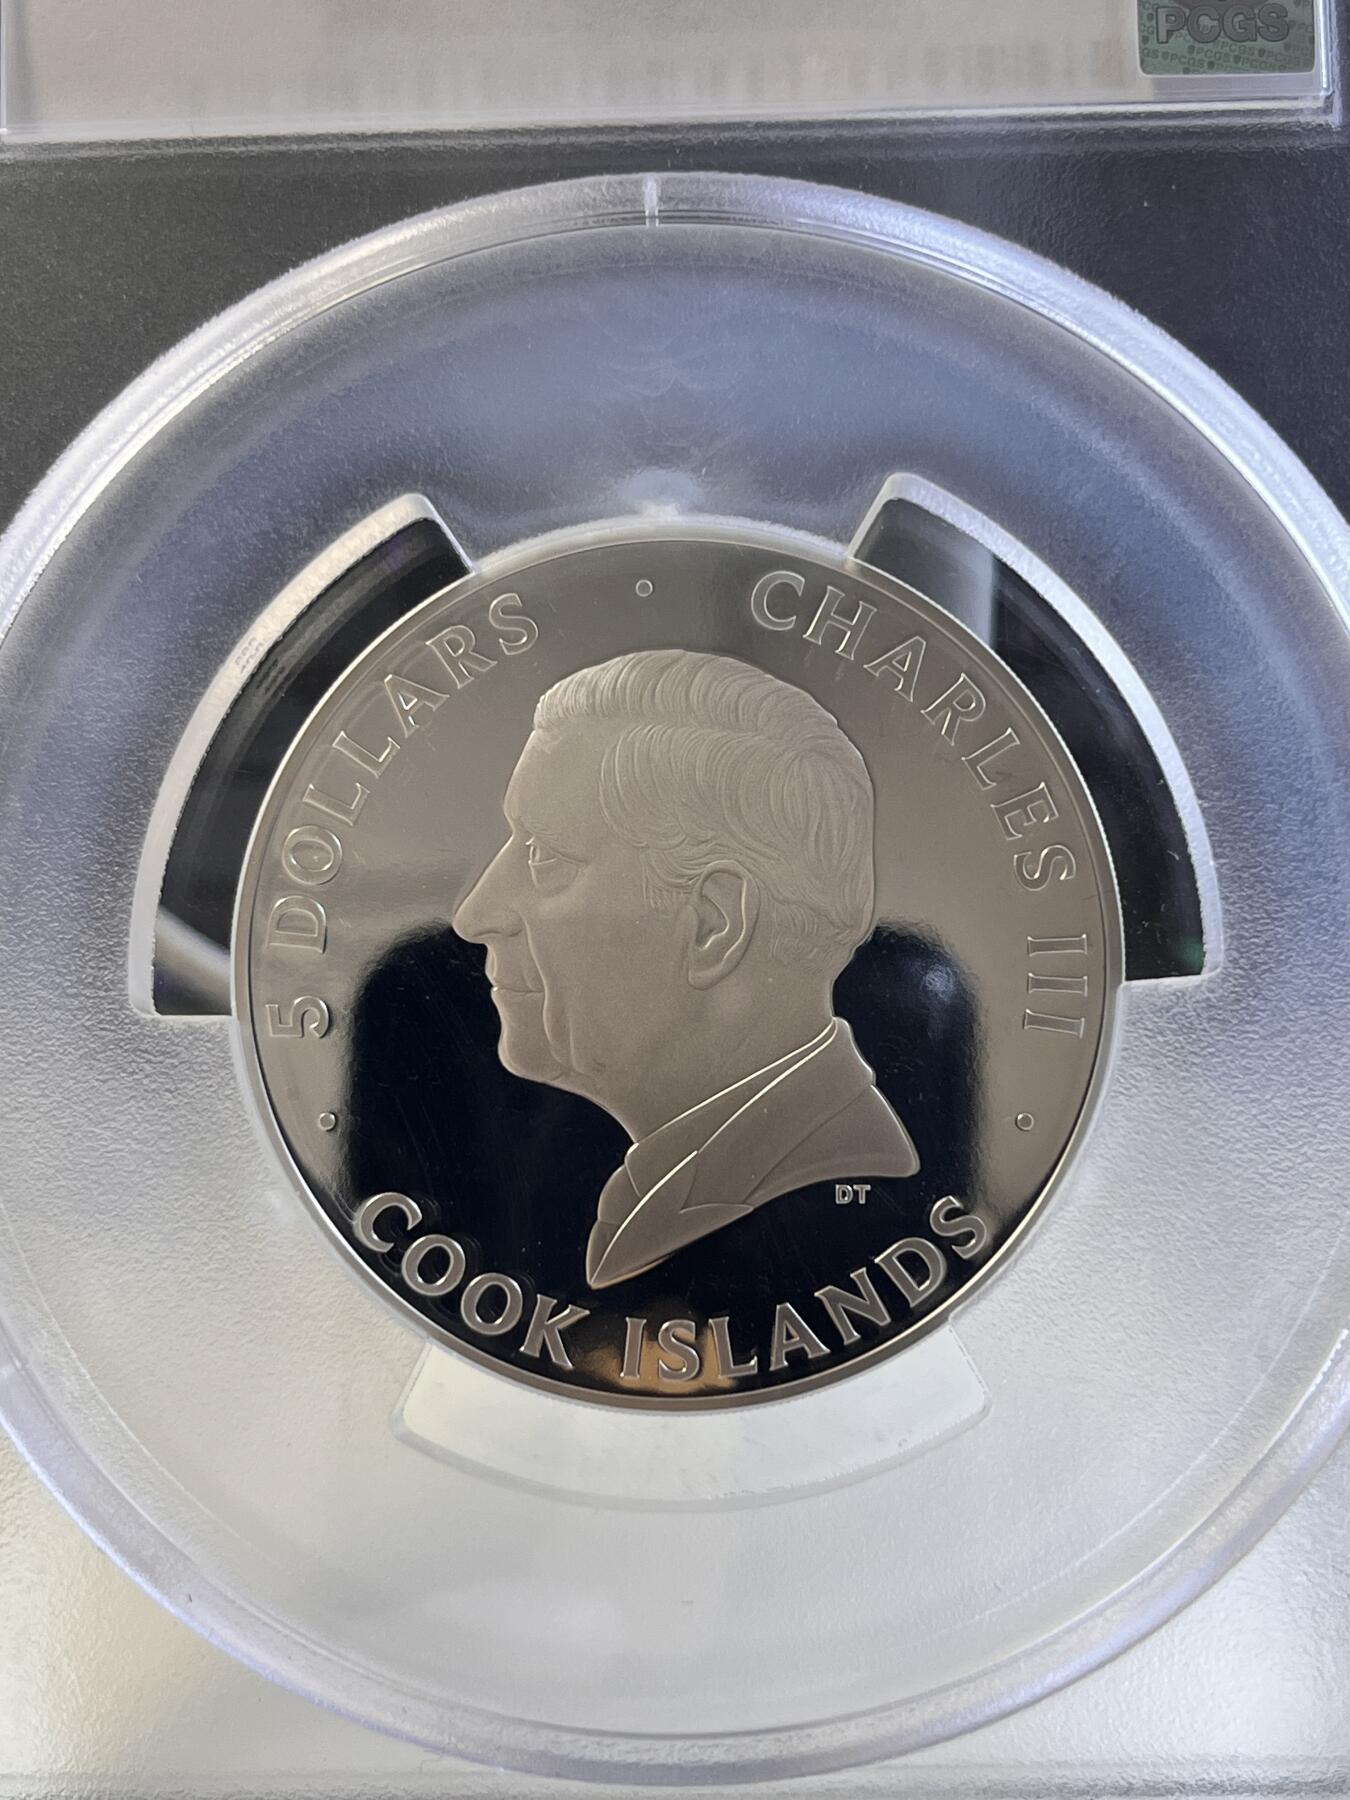 PCGS
5 DOLLARS
CHARLES III
DT
COOK ISLANDS